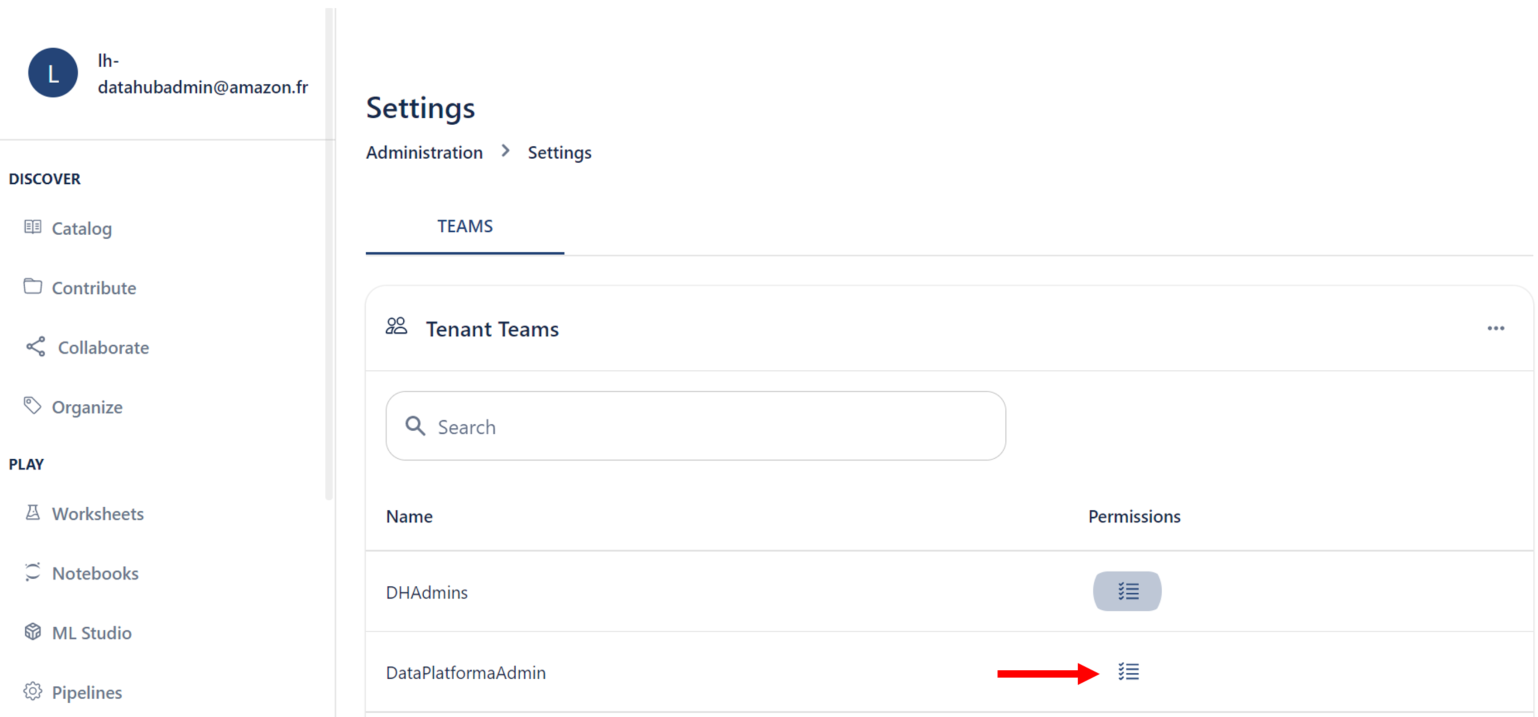 L
lh-
datahubadmin@amazon.fr
DISCOVER
Catalog
Contribute
Collaborate
Organize
PLAY
Worksheets
Notebooks
ML Studio
Pipelines
Settings
Administration > Settings
TEAMS
Tenant Teams
Search
Name Permissions
DHAdmins
DataPlatformaAdmin